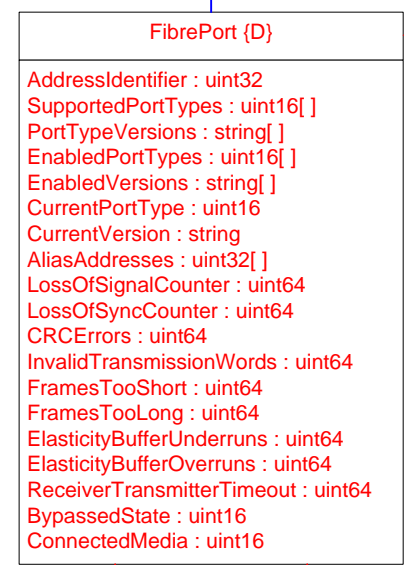 FibrePort {D}
AddressIdentifier : uint32
SupportedPortTypes : uint16[ ]
PortTypeVersions : string[ ]
EnabledPortTypes : uint16[ ]
EnabledVersions : string[ ]
CurrentPortType : uint16
CurrentVersion : string
AliasAddresses : uint32[ ]
LossOfSignalCounter : uint64
LossOfSyncCounter : uint64
CRCErrors : uint64
InvalidTransmissionWords : uint64
FramesTooShort : uint64
FramesTooLong : uint64
ElasticityBufferUnderruns : uint64
ElasticityBufferOverruns : uint64
ReceiverTransmitterTimeout : uint64
BypassedState : uint16
ConnectedMedia : uint16